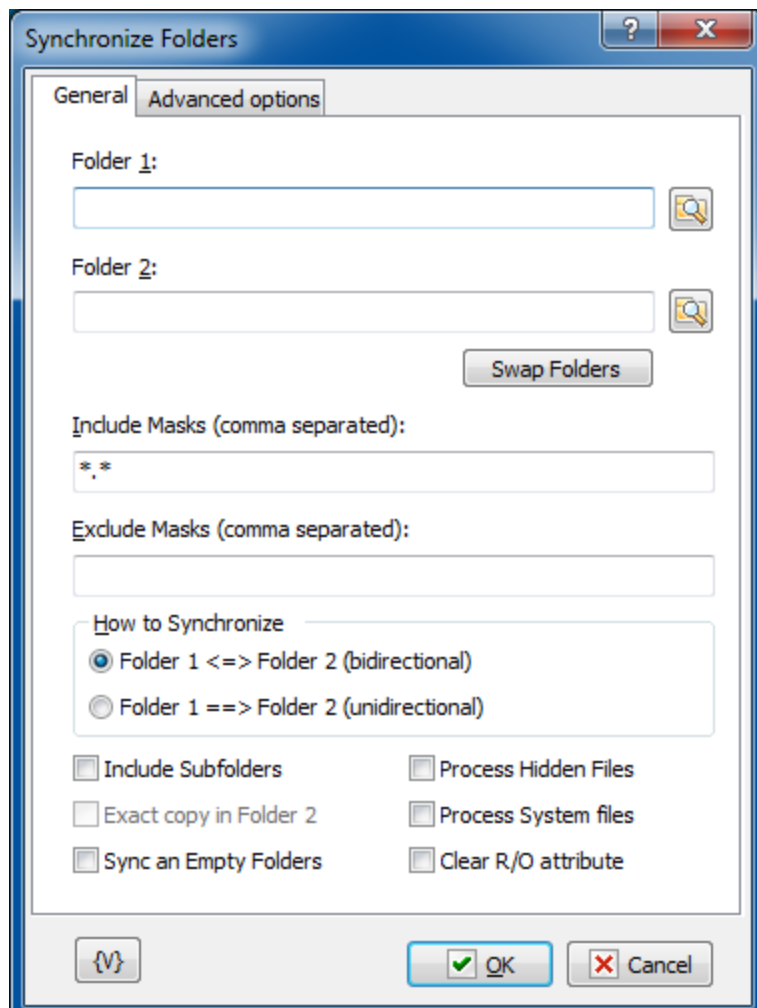 Synchronize Folders
?
X
General
Advanced options
Folder 1:
Folder 2:
Swap Folders
Include Masks (comma separated):
*.*
Exclude Masks (comma separated):
How to Synchronize
Folder 1 <=> Folder 2 (bidirectional)
Folder 1 ==> Folder 2 (unidirectional)
Include Subfolders
Process Hidden Files
Exact copy in Folder 2
Process System files
Sync an Empty Folders
Clear R/O attribute
{V}
OK
Cancel